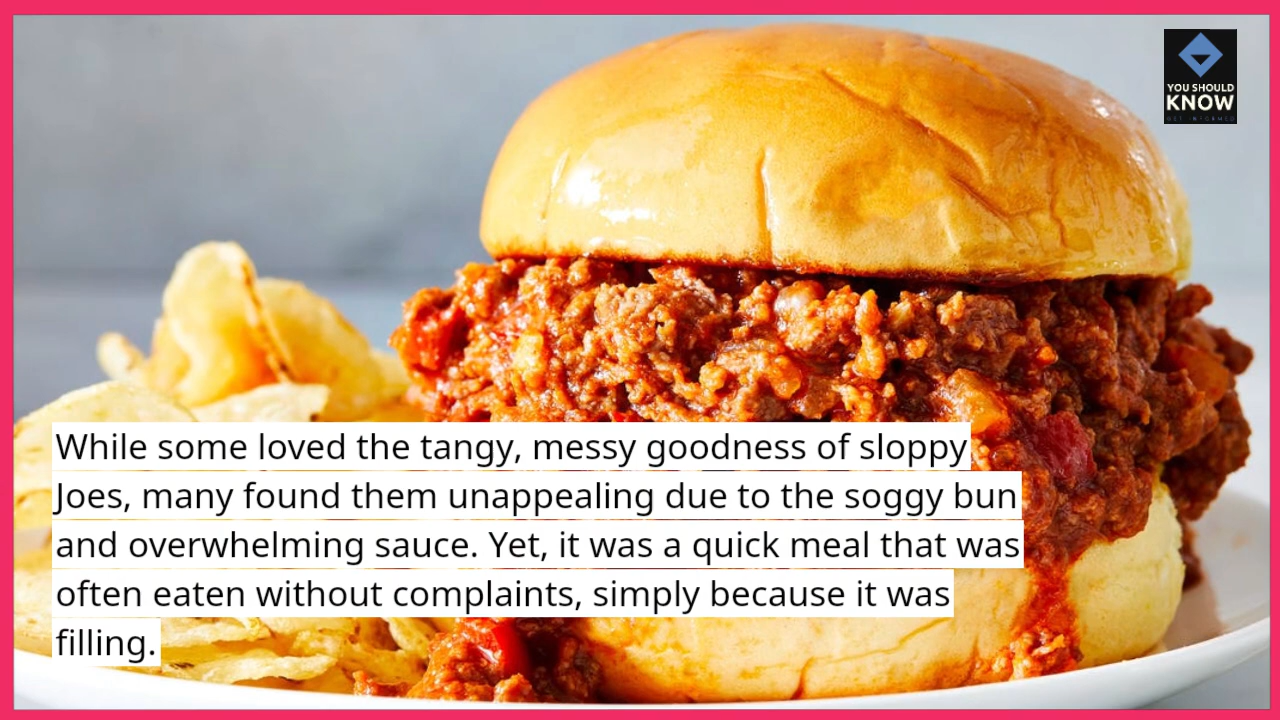 YOU SHOULD
KNOW
GET INFORMED
While some loved the tangy, messy goodness of sloppy
Joes, many found them unappealing due to the soggy bun
and overwhelming sauce. Yet, it was a quick meal that was
often eaten without complaints, simply because it was
filling.